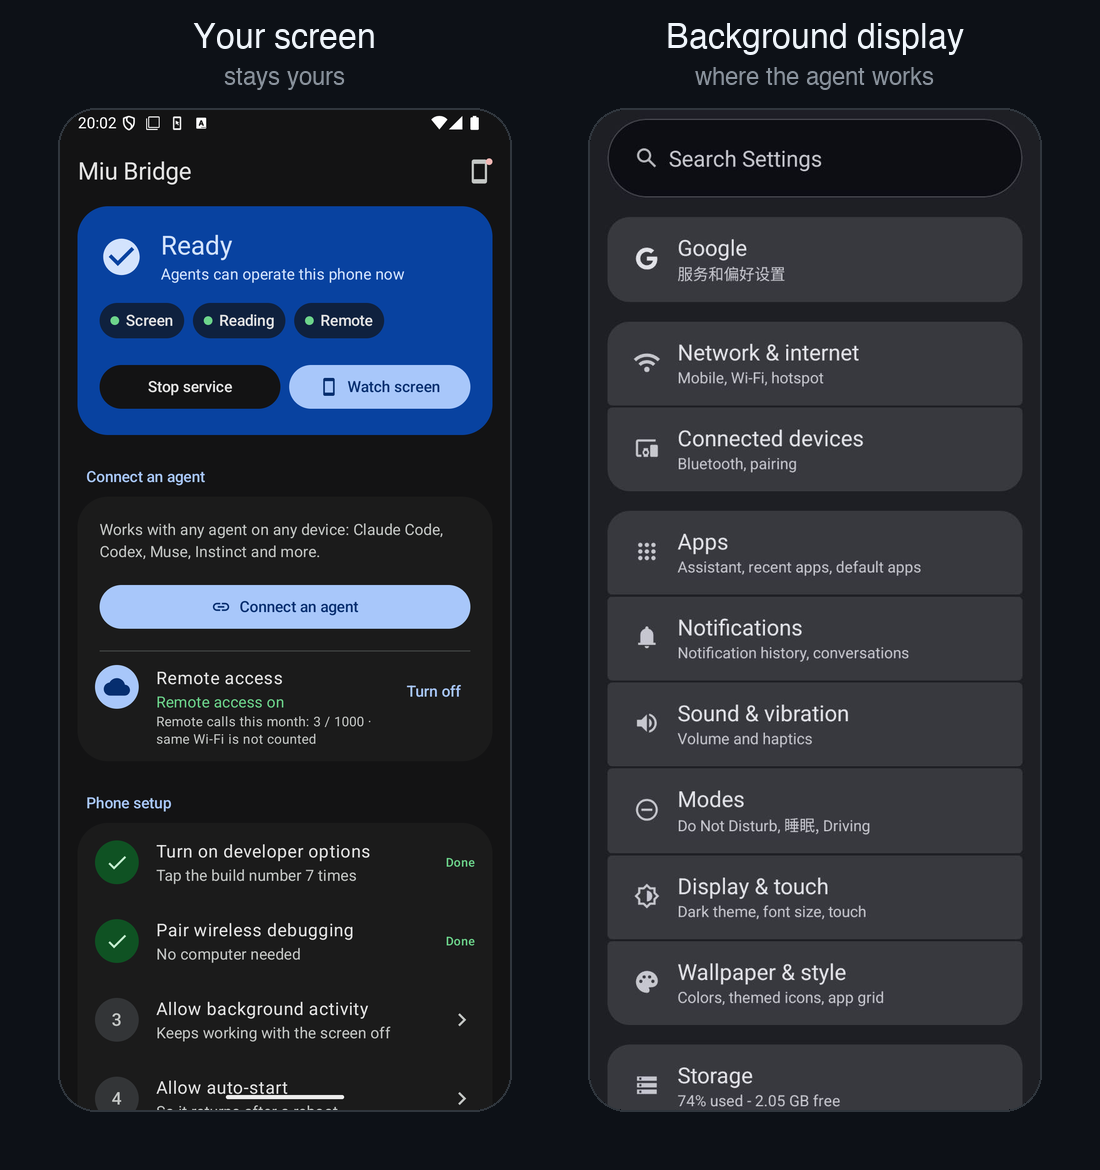 Your screen
stays yours
20:02
Miu Bridge
Ready
Agents can operate this phone now
Screen
Reading
Remote
Stop service
Watch screen
Connect an agent
Works with any agent on any device: Claude Code,
Codex, Muse, Instinct and more.
Connect an agent
Remote access
Remote access on
Remote calls this month: 3 / 1000 ·
same Wi-Fi is not counted
Turn off
Phone setup
Turn on developer options
Tap the build number 7 times
Done
Pair wireless debugging
No computer needed
Done
3
Allow background activity
Keeps working with the screen off
4
Allow auto-start
So it returns after a reboot
Background display
where the agent works
Search Settings
Google
服务和偏好设置
Network & internet
Mobile, Wi-Fi, hotspot
Connected devices
Bluetooth, pairing
Apps
Assistant, recent apps, default apps
Notifications
Notification history, conversations
Sound & vibration
Volume and haptics
Modes
Do Not Disturb, 睡眠, Driving
Display & touch
Dark theme, font size, touch
Wallpaper & style
Colors, themed icons, app grid
Storage
74% used - 2.05 GB free